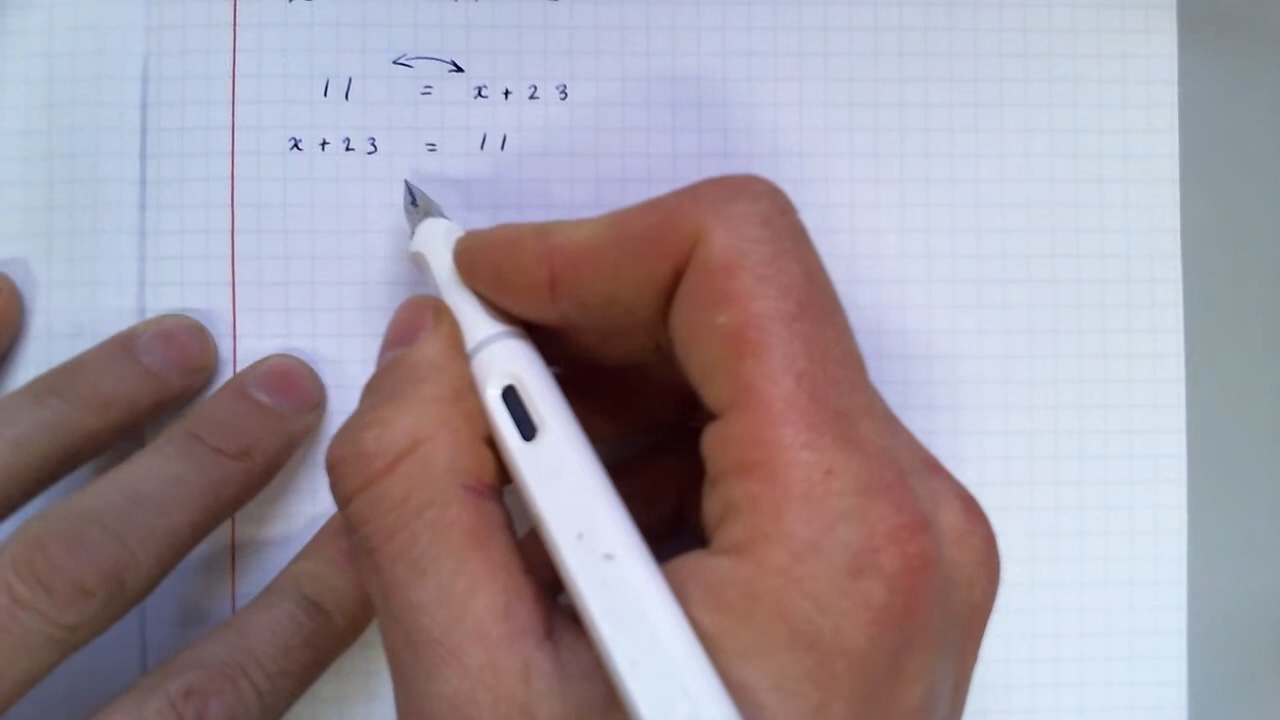 11 = x + 23
x + 23 = 11